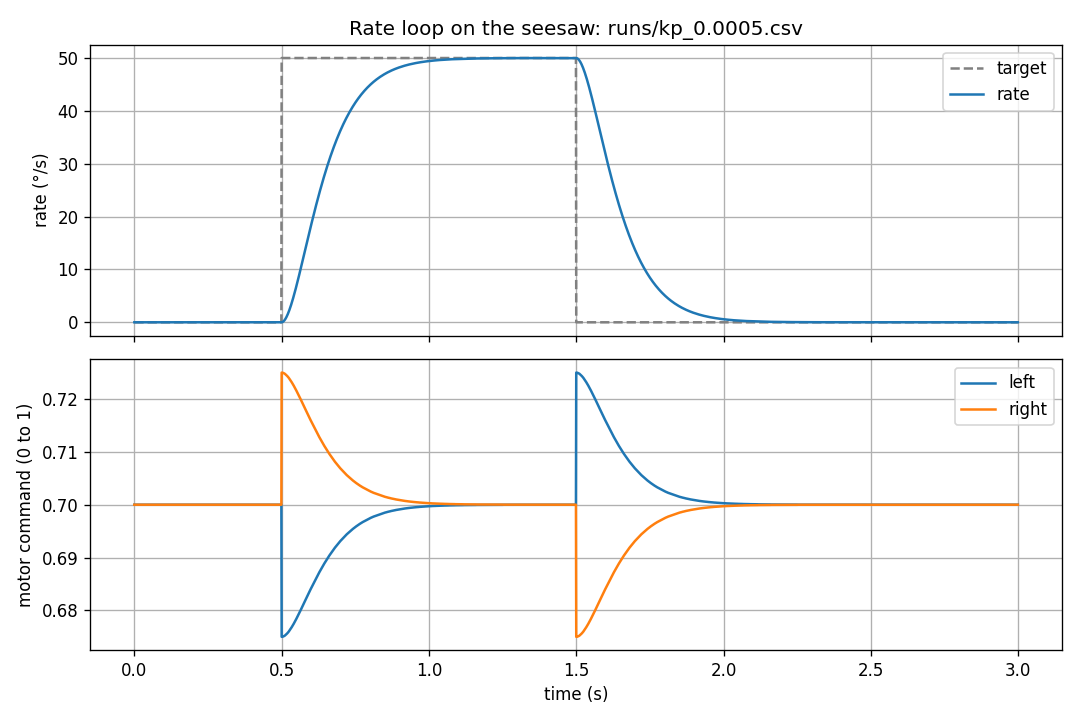 Rate loop on the seesaw: runs/kp_0.0005.csv
50
40
30
20
10
0
rate (°/s)
target
rate
0.72
0.71
0.70
0.69
0.68
motor command (0 to 1)
left
right
0.0 0.5 1.0 1.5 2.0 2.5 3.0
time (s)